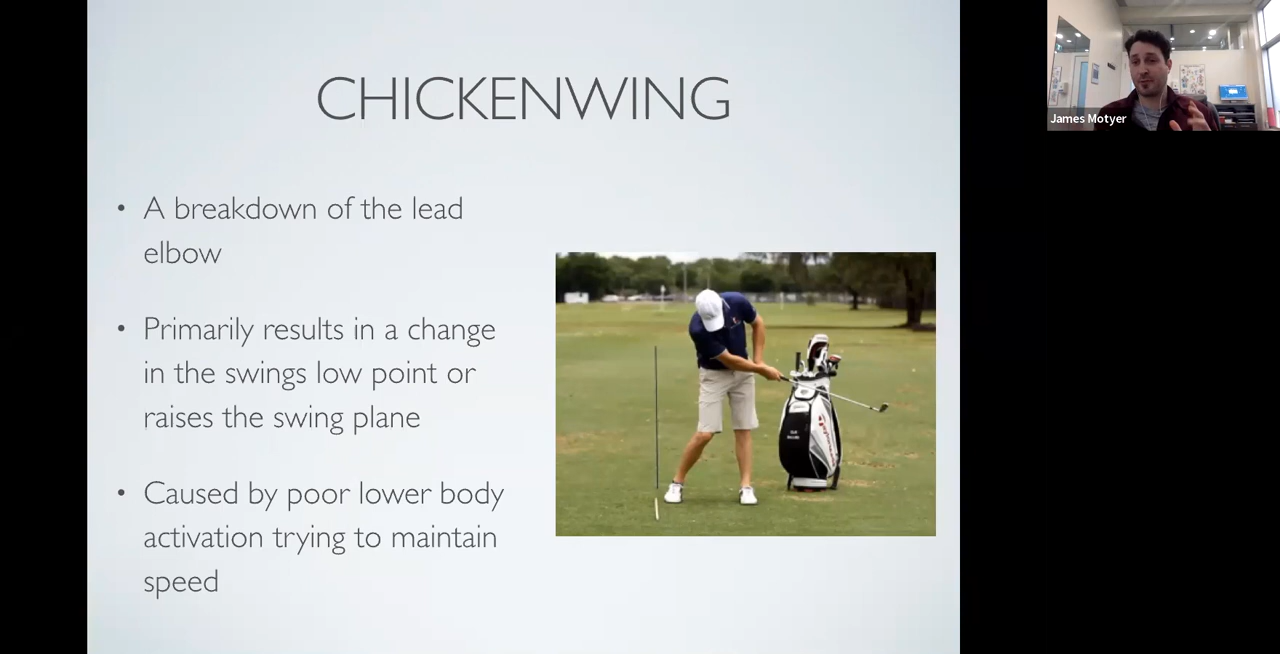 CHICKENWING
• A breakdown of the lead
elbow
• Primarily results in a change
in the swings low point or
raises the swing plane
• Caused by poor lower body
activation trying to maintain
speed
James Motyer